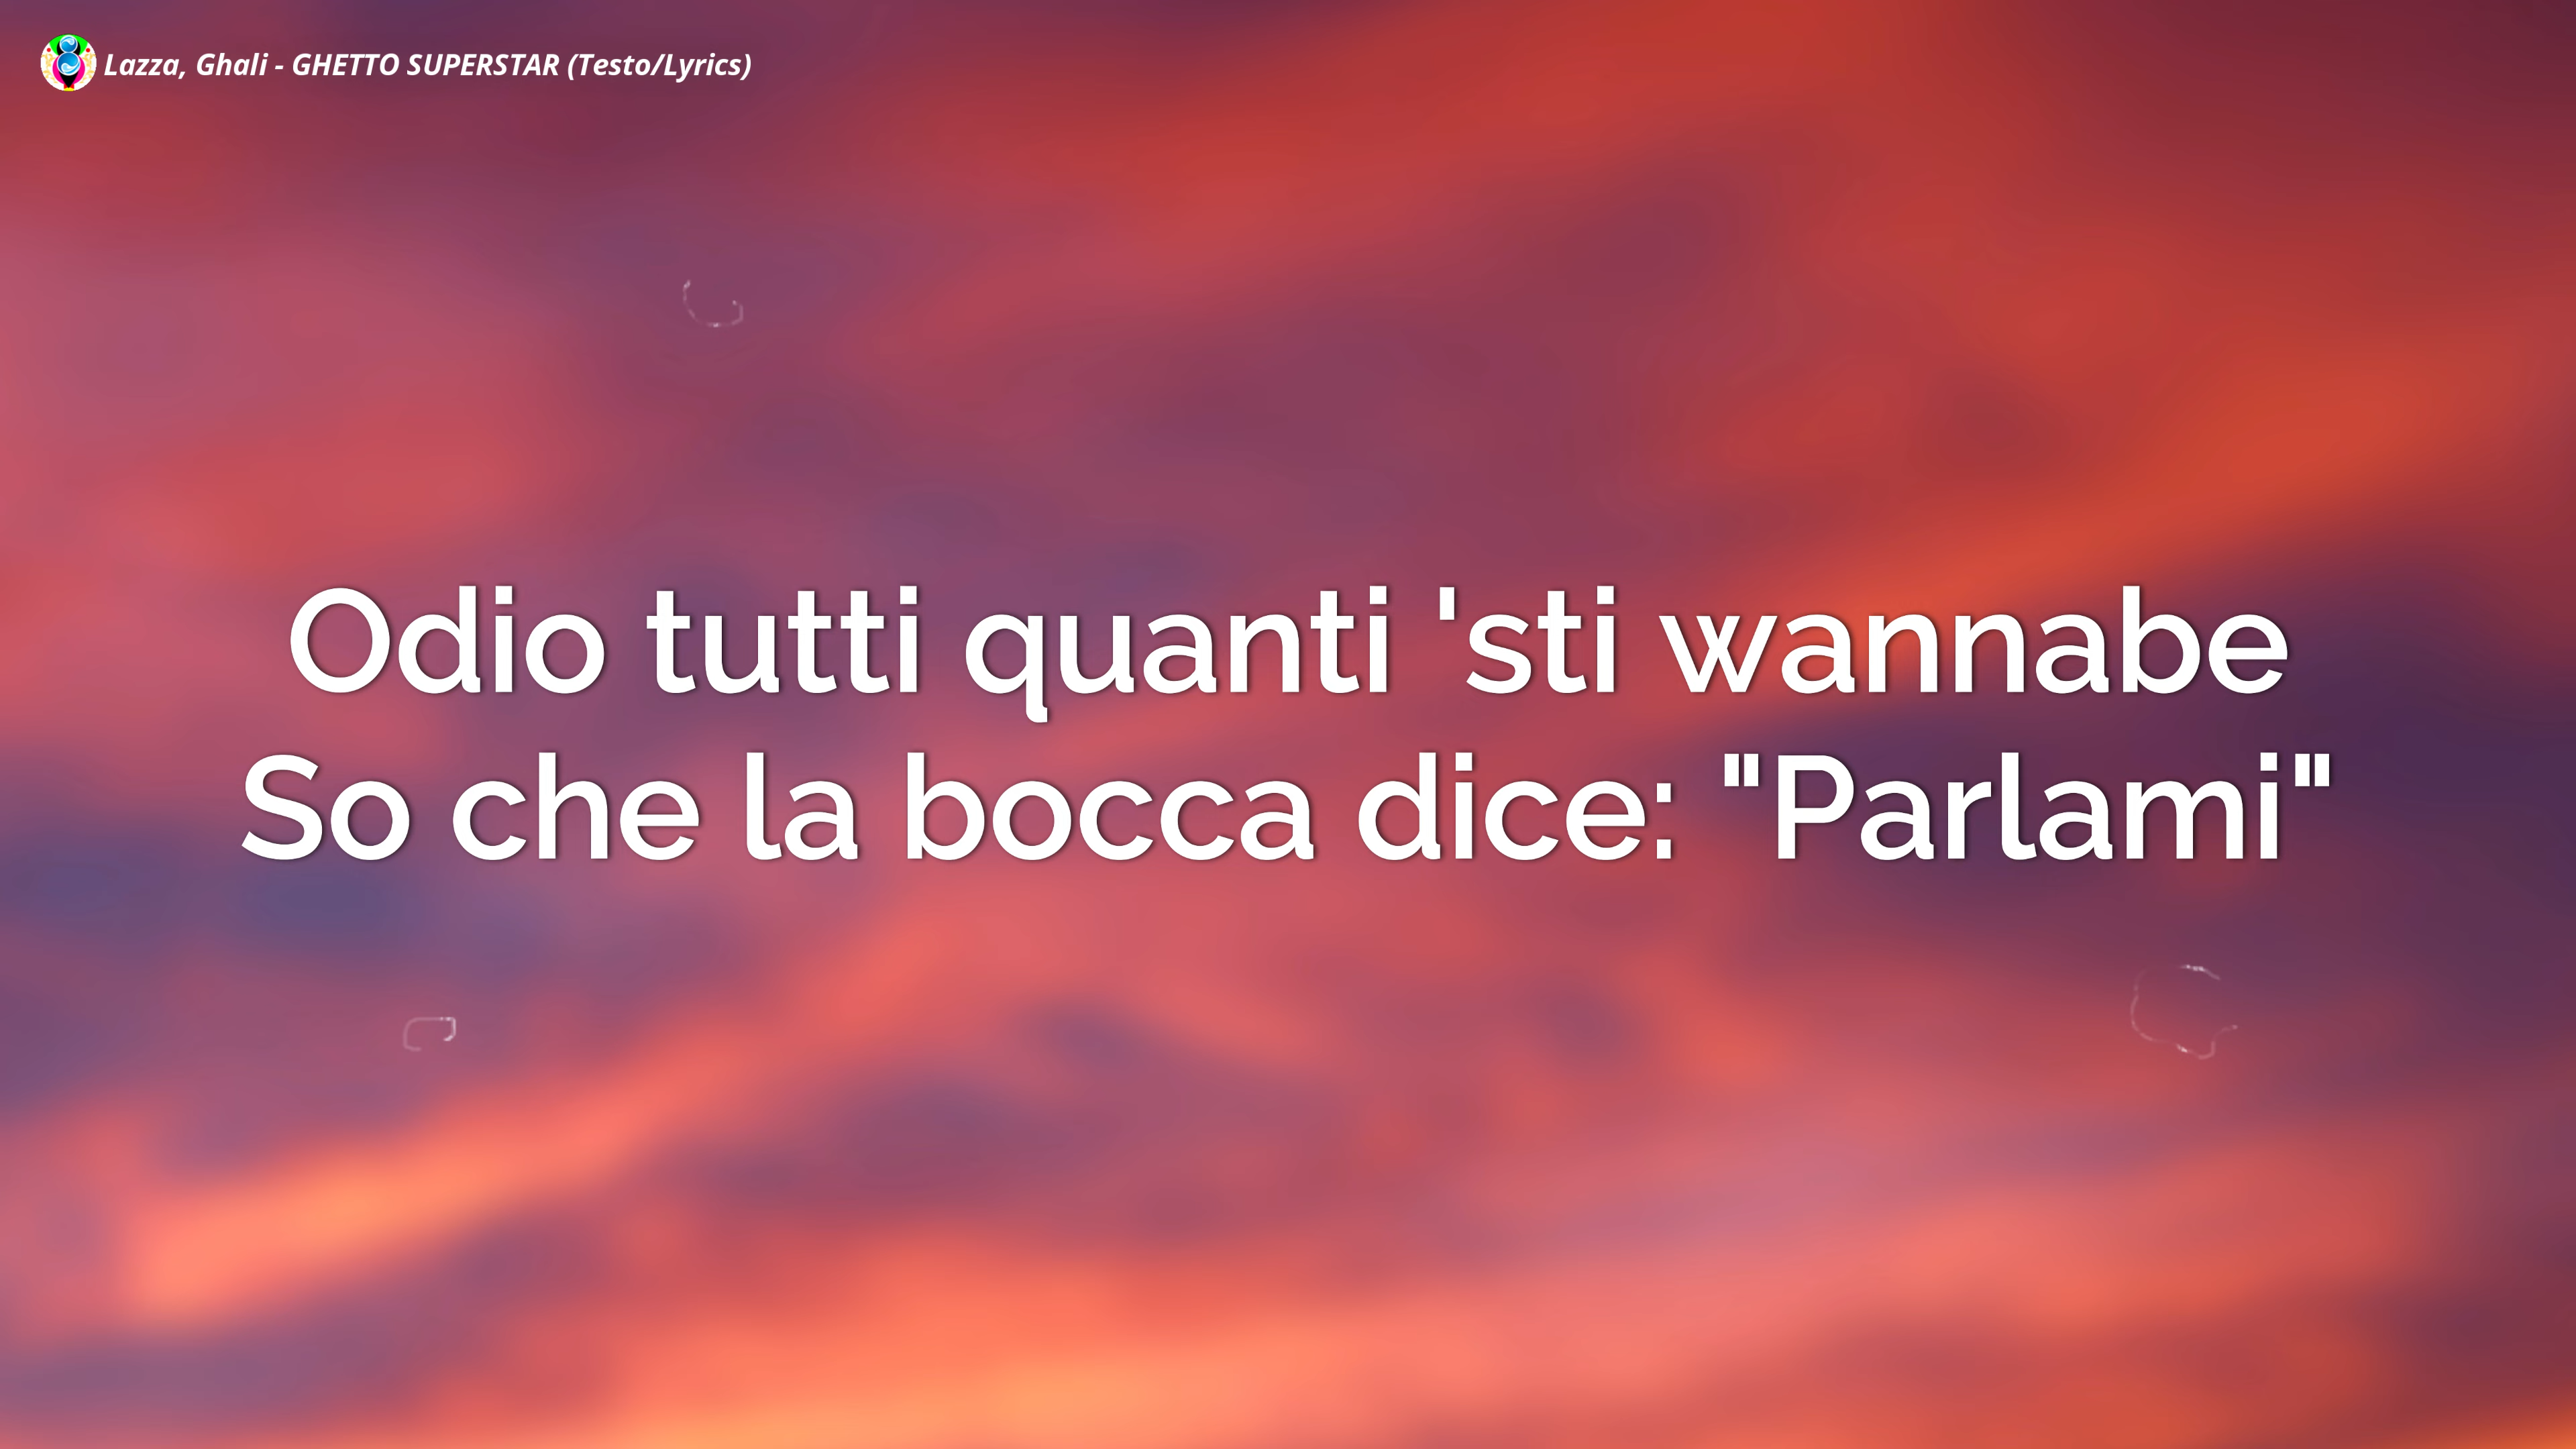 Lazza, Ghali - GHETTO SUPERSTAR (Testo/Lyrics)
Odio tutti quanti 'sti wannabe
So che la bocca dice: "Parlami"